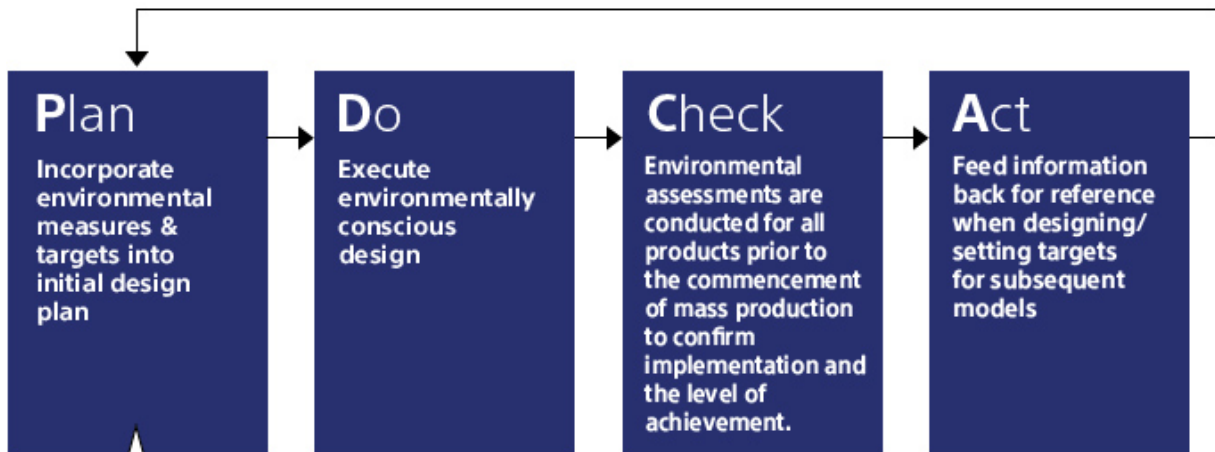 Plan
Incorporate
environmental
measures &
targets into
initial design
plan
Do
Execute
environmentally
conscious
design
Check
Environmental
assessments are
conducted for all
products prior to
the commencement
of mass production
to confirm
implementation and
the level of
achievement.
Act
Feed information
back for reference
when designing/
setting targets
for subsequent
models